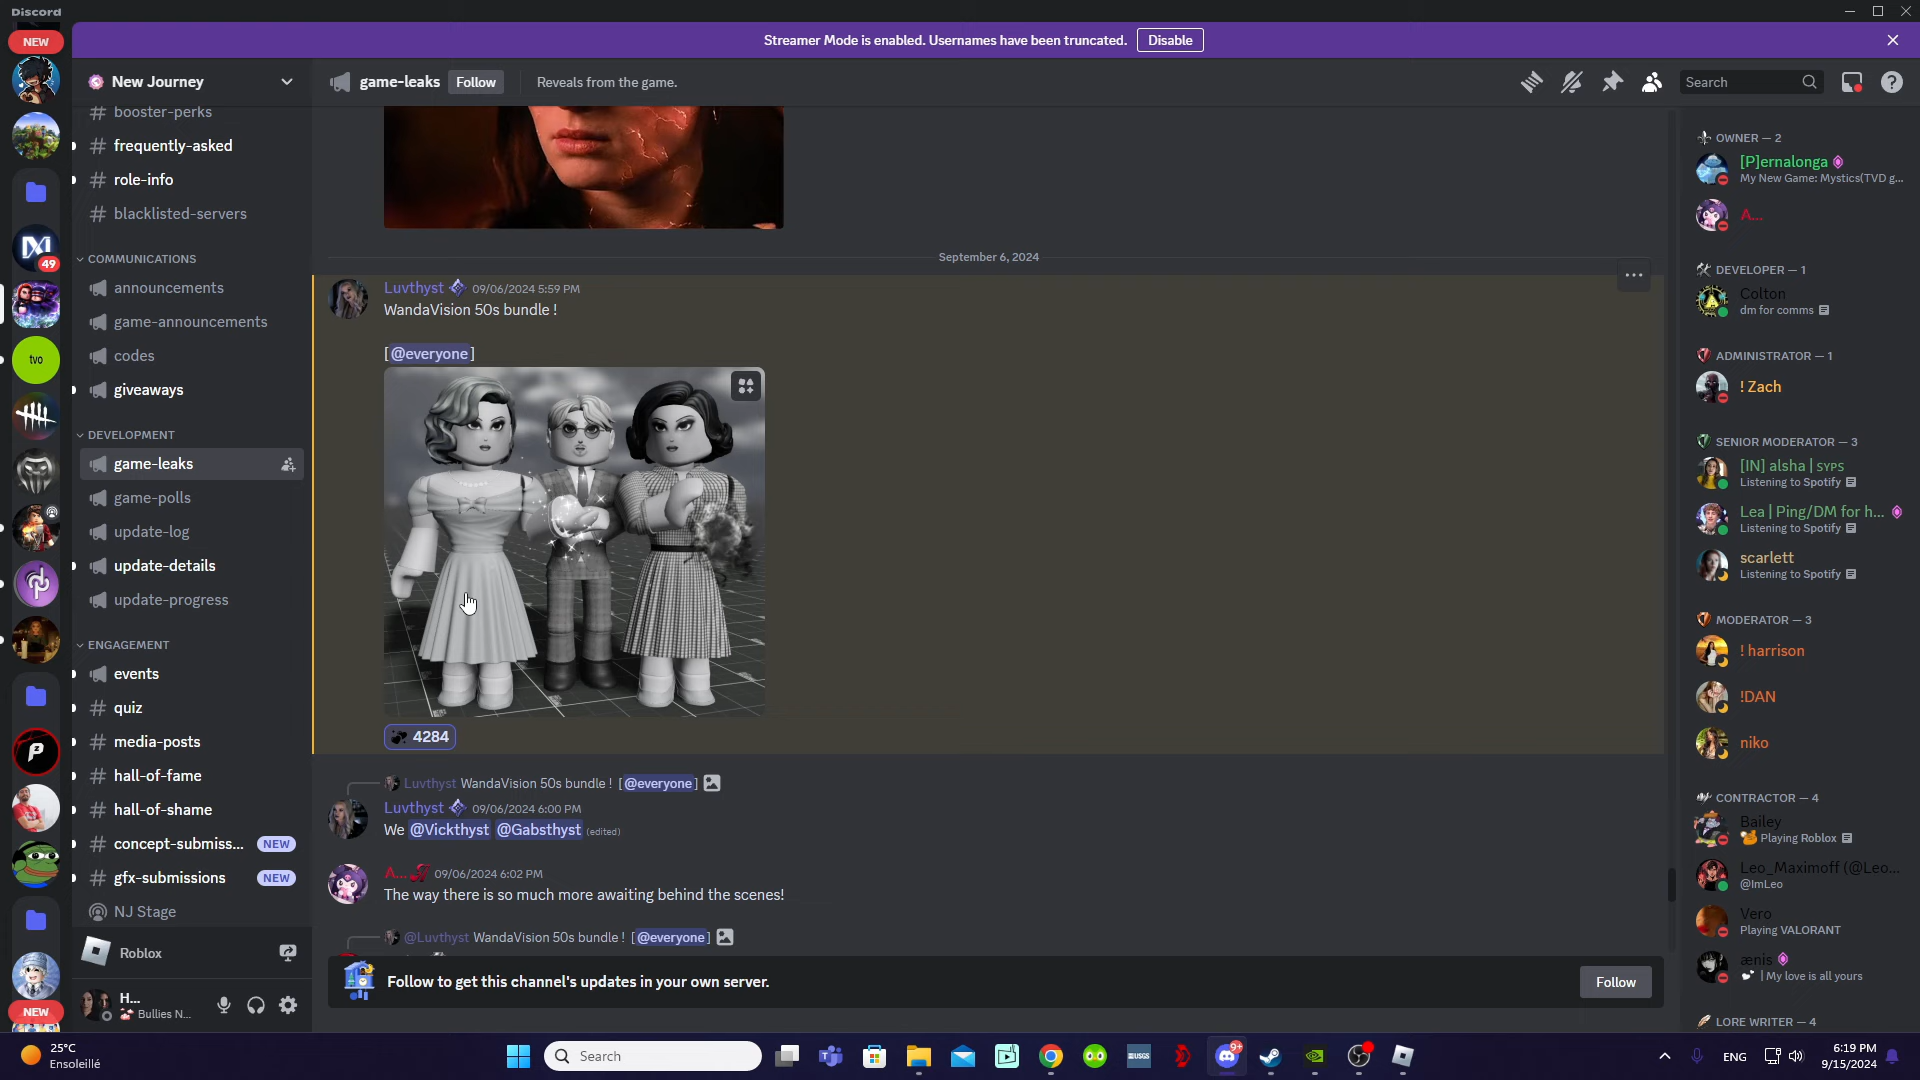 Discord
Streamer Mode is enabled. Usernames have been truncated. Disable
NEW
New Journey
game-leaks Follow Reveals from the game.
Search
booster-perks
frequently-asked
role-info
blacklisted-servers
COMMUNICATIONS
announcements
game-announcements
codes
giveaways
DEVELOPMENT
game-leaks
game-polls
update-log
update-details
update-progress
ENGAGEMENT
events
quiz
media-posts
hall-of-fame
hall-of-shame
concept-submiss... NEW
gfx-submissions NEW
NJ Stage
Roblox
H...
Bullies N...
49
tvo
NEW
September 6, 2024
Luvthyst 09/06/2024 5:59 PM
WandaVision 50s bundle !
[@everyone]
4284
Luvthyst WandaVision 50s bundle ! [@everyone]
Luvthyst 09/06/2024 6:00 PM
We @Vickthyst @Gabsthyst (edited)
A... 09/06/2024 6:02 PM
The way there is so much more awaiting behind the scenes!
@Luvthyst WandaVision 50s bundle ! [@everyone]
Follow to get this channel's updates in your own server.
Follow
OWNER — 2
[P]ernalonga
My New Game: Mystics(TVD g...
A...
DEVELOPER — 1
Colton
dm for comms
ADMINISTRATOR — 1
! Zach
SENIOR MODERATOR — 3
[IN] alsha | SYPS
Listening to Spotify
Lea | Ping/DM for h...
Listening to Spotify
scarlett
Listening to Spotify
MODERATOR — 3
! harrison
!DAN
niko
CONTRACTOR — 4
Bailey
Playing Roblox
Leo_Maximoff (@Leo...
@ImLeo
Vero
Playing VALORANT
ænis
| My love is all yours
LORE WRITER — 4
25°C
Ensoleillé
Search
USGS
9+
ENG
6:19 PM
9/15/2024